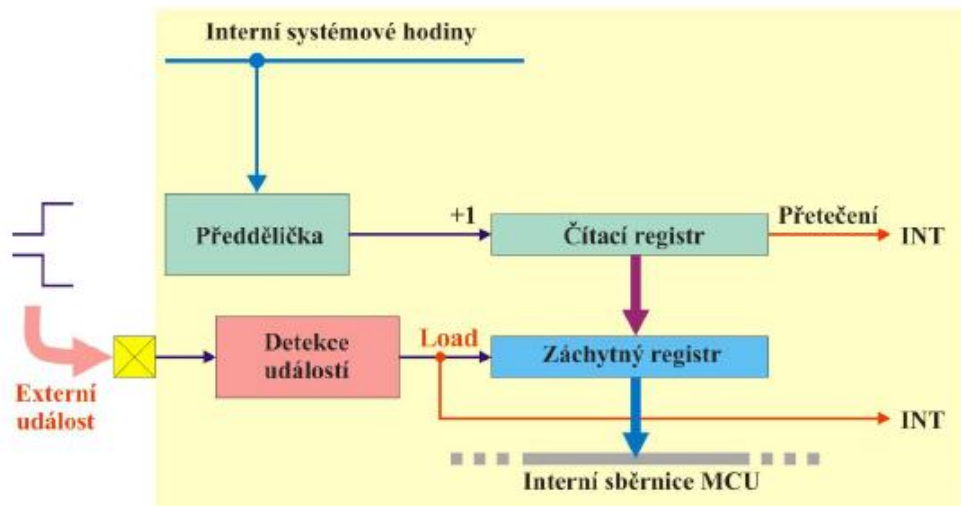 Interní systémové hodiny
Předdělička
+1
Čítací registr
Přetečení
INT
Externí
událost
Detekce
událostí
Load
Záchytný registr
INT
Interní sběrnice MCU